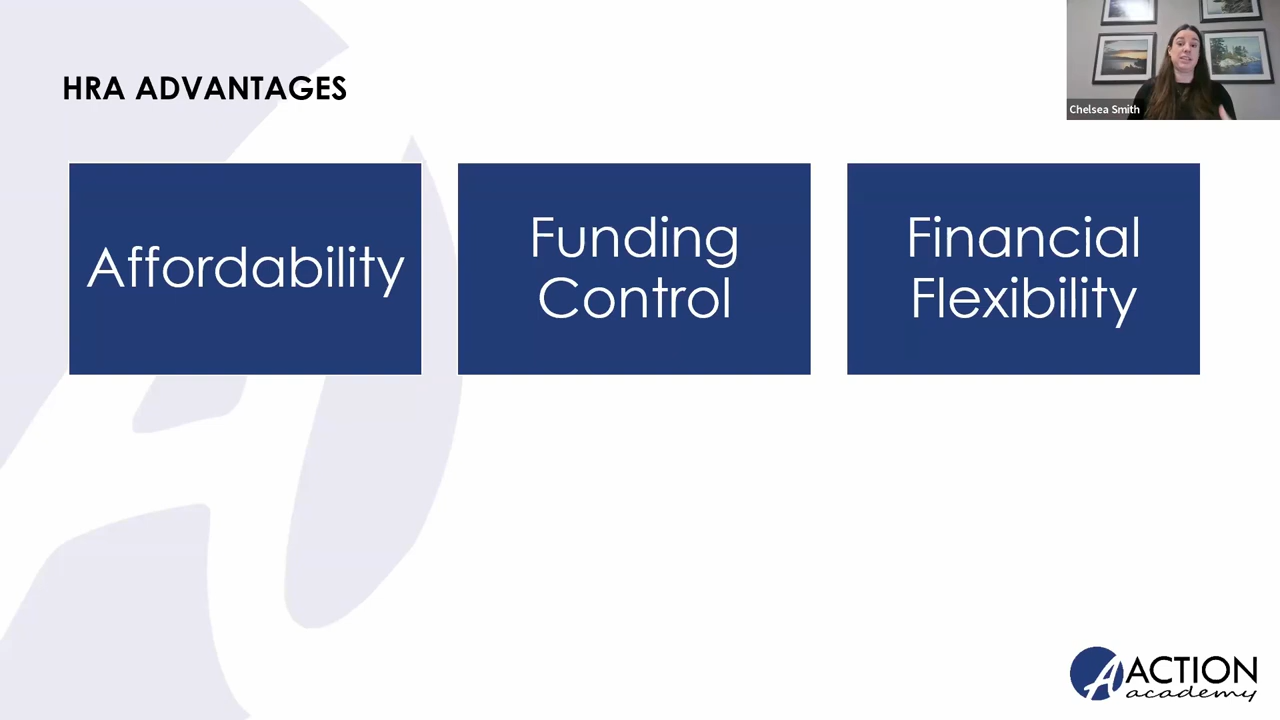 HRA ADVANTAGES
Chelsea Smith
Affordability
Funding
Control
Financial
Flexibility
A ACTION
academy